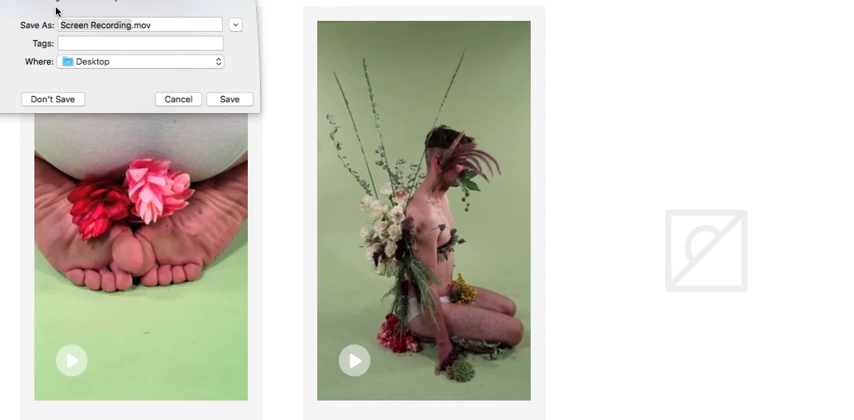 Save As: Screen Recording.mov
Tags:
Where: Desktop
Don't Save Cancel Save